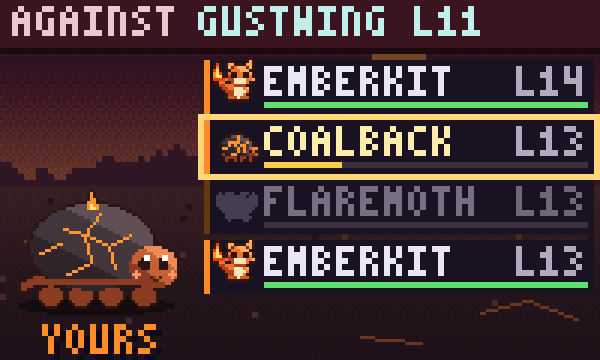 AGAINST GUSTWING L11
EMBERKIT L14
COALBACK L13
FLAREMOTH L13
EMBERKIT L13
YOURS